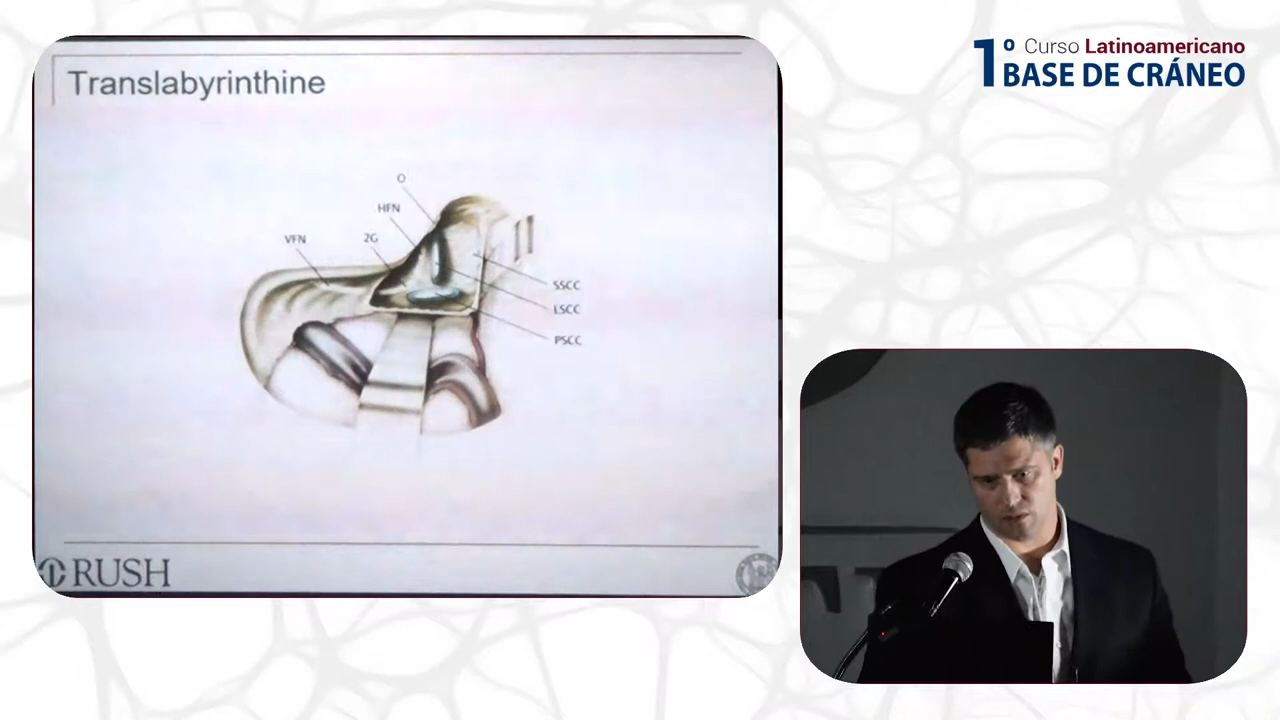 1º Curso Latinoamericano
BASE DE CRÁNEO
Translabyrinthine
O
HFN
VFN
2G
SSCC
LSCC
PSCC
RUSH